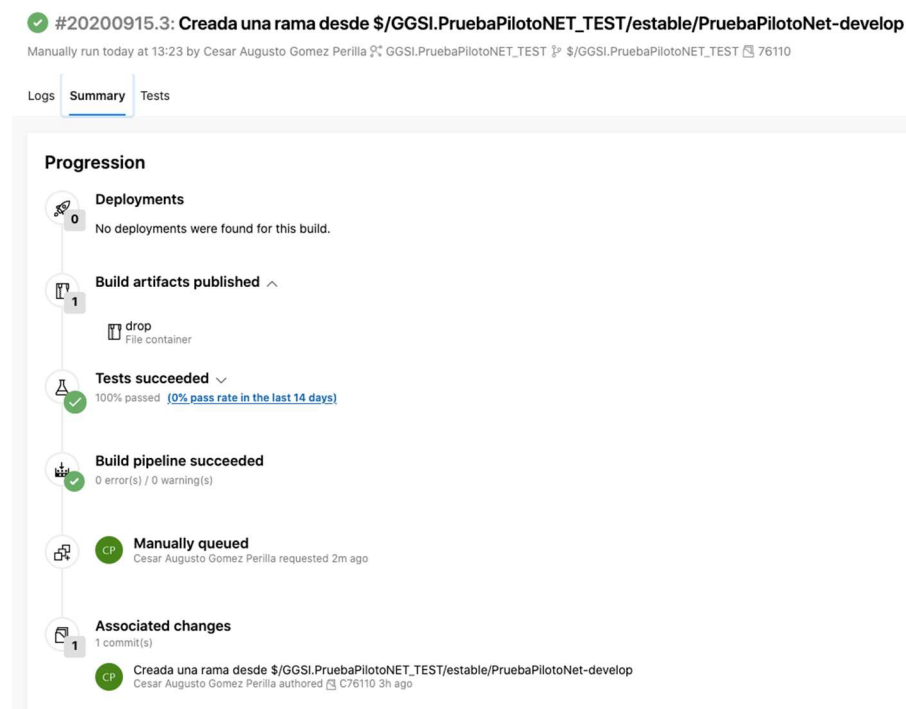 #20200915.3: Creada una rama desde $/GGSI.PruebaPilotoNET_TEST/estable/PruebaPilotoNet-develop
Manually run today at 13:23 by Cesar Augusto Gomez Perilla GGSI.PruebaPilotoNET_TEST $/GGSI.PruebaPilotoNET_TEST 76110
Logs Summary Tests
Progression
Deployments
0
No deployments were found for this build.
Build artifacts published
1
drop
File container
Tests succeeded
100% passed (0% pass rate in the last 14 days)
Build pipeline succeeded
0 error(s) / 0 warning(s)
CP Manually queued
Cesar Augusto Gomez Perilla requested 2m ago
Associated changes
1 1 commit(s)
CP Creada una rama desde $/GGSI.PruebaPilotoNET_TEST/estable/PruebaPilotoNet-develop
Cesar Augusto Gomez Perilla authored C76110 3h ago